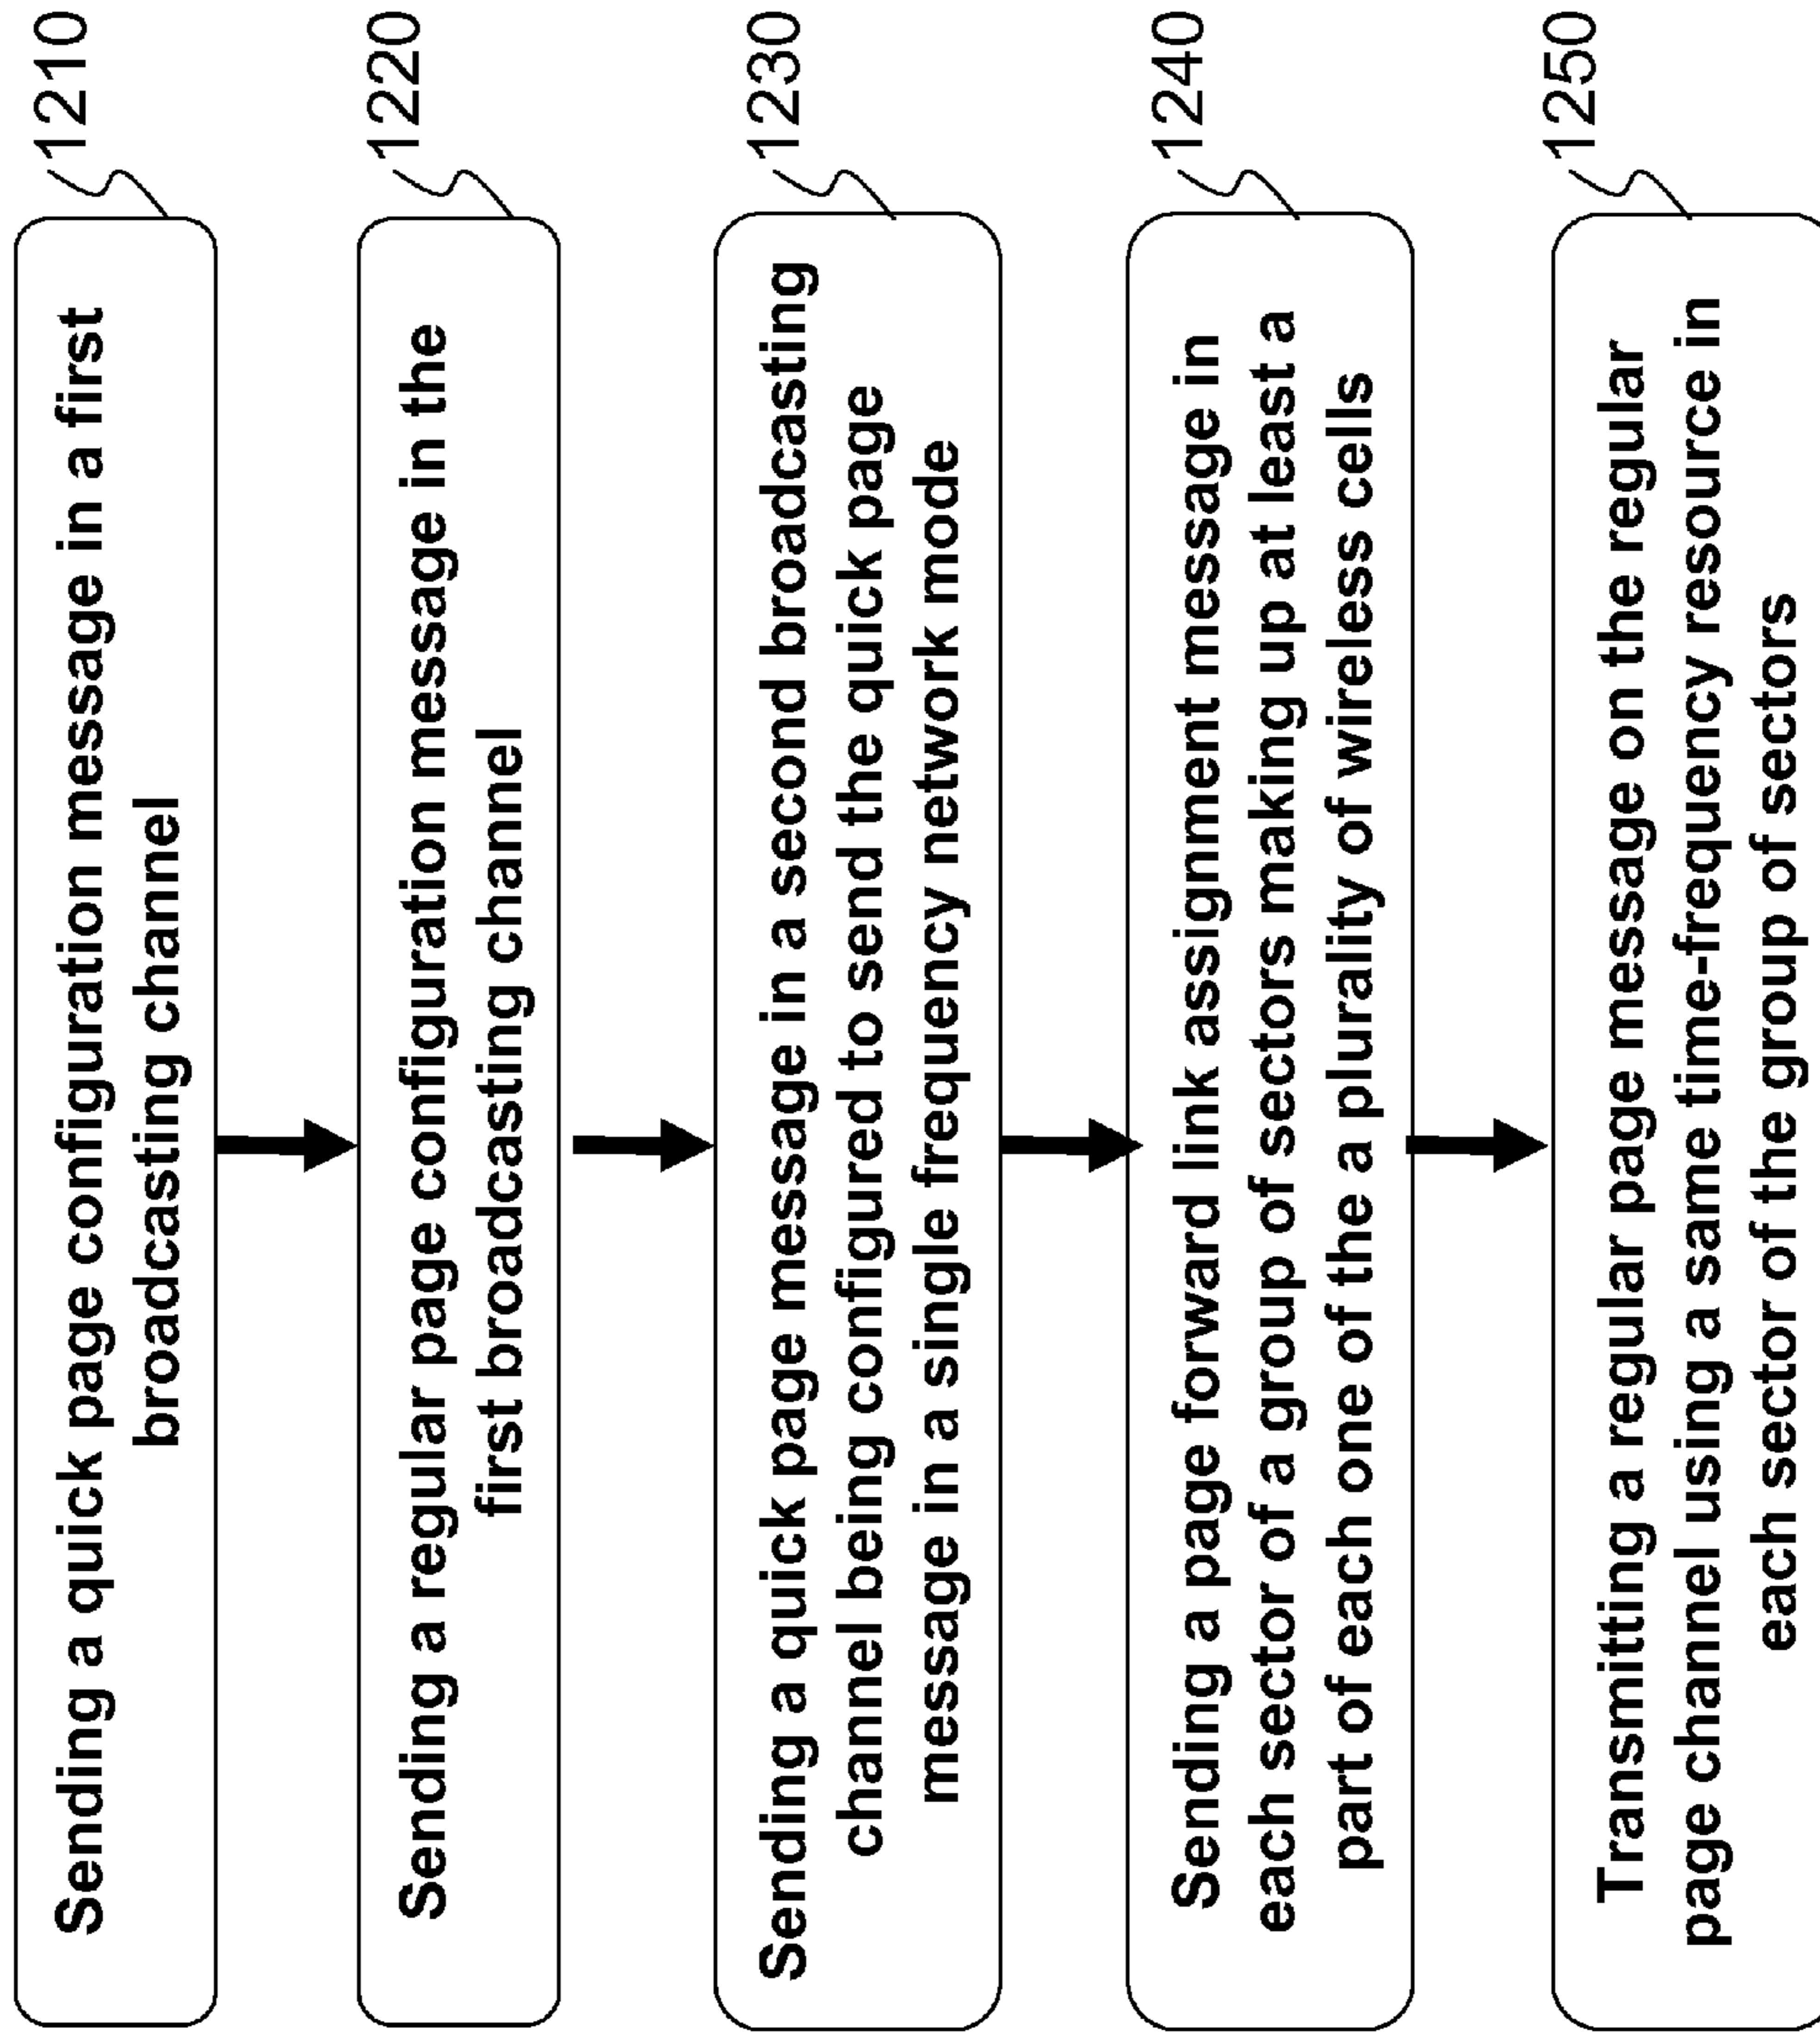 Sending a quick page configuration message in a first
broadcasting channel
1210
Sending a regular page configuration message in the
first broadcasting channel
1220
Sending a quick page message in a second broadcasting
channel being configured to send the quick page
message in a single frequency network mode
1230
Sending a page forward link assignment message in
each sector of a group of sectors making up at least a
part of each one of the a plurality of wireless cells
1240
Transmitting a regular page message on the regular
page channel using a same time-frequency resource in
each sector of the group of sectors
1250